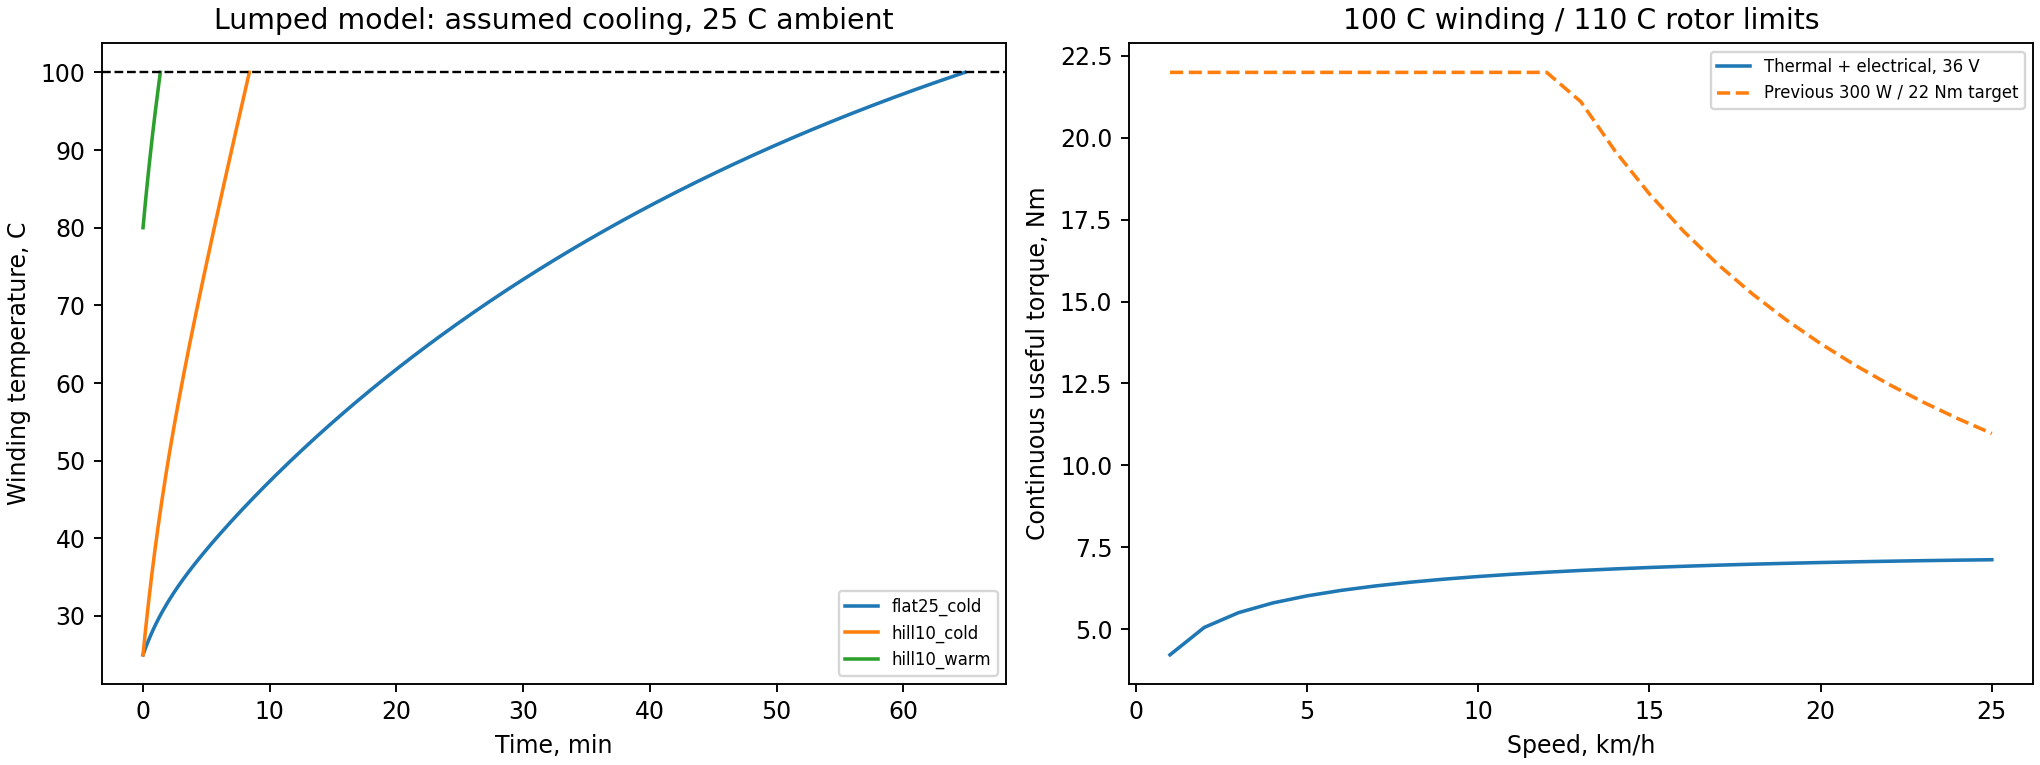 Lumped model: assumed cooling, 25 C ambient
Winding temperature, C
100
90
80
70
60
50
40
30
flat25_cold
hill10_cold
hill10_warm
0 10 20 30 40 50 60
Time, min
100 C winding / 110 C rotor limits
Continuous useful torque, Nm
22.5
20.0
17.5
15.0
12.5
10.0
7.5
5.0
Thermal + electrical, 36 V
Previous 300 W / 22 Nm target
0 5 10 15 20 25
Speed, km/h